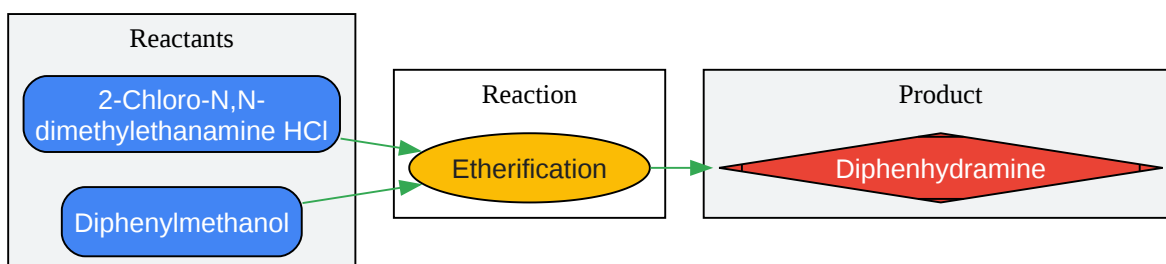 Reactants
2-Chloro-N,N-
dimethylethanamine HCl
Diphenylmethanol
Reaction
Etherification
Product
Diphenhydramine